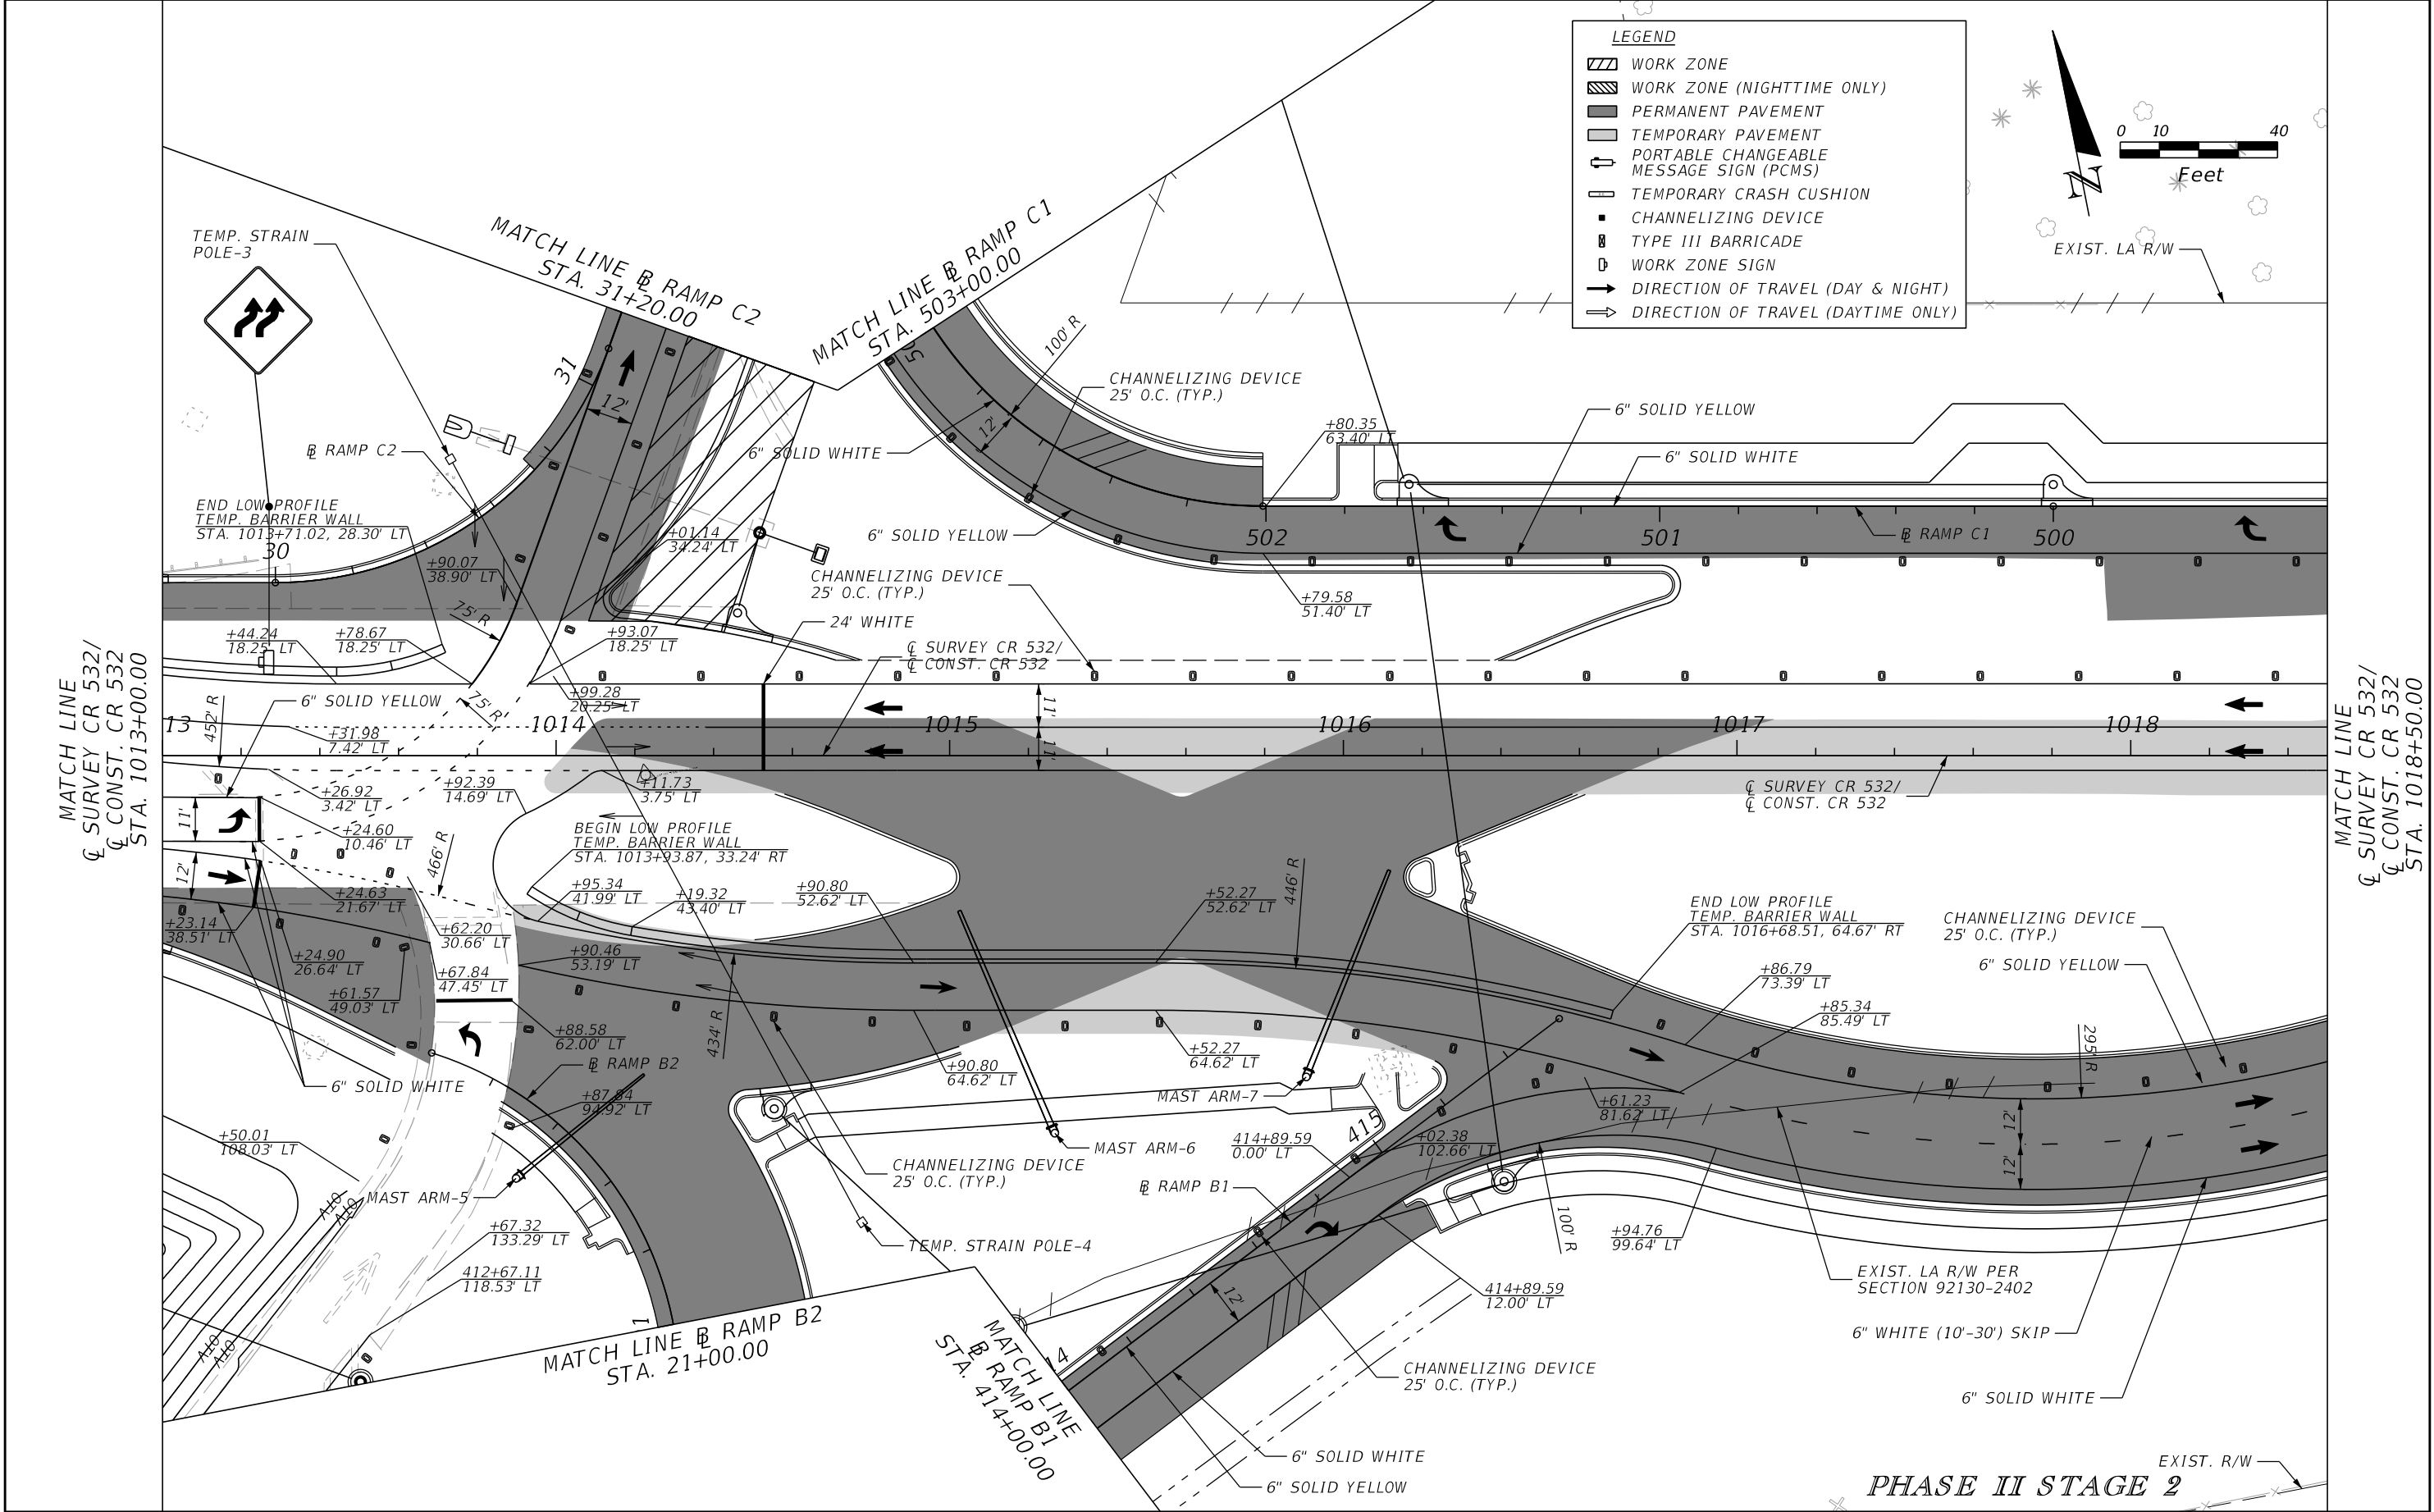 LEGEND
WORK ZONE
WORK ZONE (NIGHTTIME ONLY)
PERMANENT PAVEMENT
TEMPORARY PAVEMENT
PORTABLE CHANGEABLE
MESSAGE SIGN (PCMS)
TEMPORARY CRASH CUSHION
CHANNELIZING DEVICE
TYPE III BARRICADE
WORK ZONE SIGN
DIRECTION OF TRAVEL (DAY & NIGHT)
DIRECTION OF TRAVEL (DAYTIME ONLY)
0 10 40
Feet
N
EXIST. LA R/W
TEMP. STRAIN
POLE-3
MATCH LINE ℄ RAMP C2
STA. 31+20.00
MATCH LINE ℄ RAMP C1
STA. 503+00.00
31
12'
100' R
CHANNELIZING DEVICE
25' O.C. (TYP.)
12'
6" SOLID YELLOW
+80.35
63.40' LT
6" SOLID WHITE
6" SOLID WHITE
℄ RAMP C2
END LOW PROFILE
TEMP. BARRIER WALL
STA. 1013+71.02, 28.30' LT
30
+01.14
34.24' LT
6" SOLID YELLOW
502
501
℄ RAMP C1
500
+90.07
38.90' LT
CHANNELIZING DEVICE
25' O.C. (TYP.)
+79.58
51.40' LT
75' R
24' WHITE
+44.24
18.25' LT
+78.67
18.25' LT
+93.07
18.25' LT
℄ SURVEY CR 532/
℄ CONST. CR 532
MATCH LINE
℄ SURVEY CR 532/
℄ CONST. CR 532
STA. 1013+00.00
MATCH LINE
℄ SURVEY CR 532/
℄ CONST. CR 532
STA. 1018+50.00
6" SOLID YELLOW
75' R
+99.28
20.25' LT
11'
13
452' R
1014
1015
1016
1017
1018
+31.98
7.42' LT
11'
+26.92
3.42' LT
+92.39
14.69' LT
+11.73
3.75' LT
℄ SURVEY CR 532/
℄ CONST. CR 532
11'
+24.60
10.46' LT
BEGIN LOW PROFILE
TEMP. BARRIER WALL
STA. 1013+93.87, 33.24' RT
466' R
12'
+24.63
21.67' LT
+95.34
41.99' LT
+19.32
43.40' LT
+90.80
52.62' LT
+52.27
52.62' LT
446' R
END LOW PROFILE
TEMP. BARRIER WALL
STA. 1016+68.51, 64.67' RT
CHANNELIZING DEVICE
25' O.C. (TYP.)
+23.14
38.51' LT
+62.20
30.66' LT
+24.90
26.64' LT
+90.46
53.19' LT
6" SOLID YELLOW
+67.84
47.45' LT
+86.79
73.39' LT
+61.57
49.03' LT
+85.34
85.49' LT
+88.58
62.00' LT
434' R
295' R
℄ RAMP B2
+52.27
64.62' LT
+90.80
64.62' LT
6" SOLID WHITE
MAST ARM-7
+87.84
94.92' LT
+61.23
81.62' LT
12'
+50.01
108.03' LT
415
414+89.59
0.00' LT
+02.38
102.66' LT
MAST ARM-6
CHANNELIZING DEVICE
25' O.C. (TYP.)
12'
℄ RAMP B1
MAST ARM-5
A10
A10
100' R
+67.32
133.29' LT
TEMP. STRAIN POLE-4
+94.76
99.64' LT
412+67.11
118.53' LT
EXIST. LA R/W PER
SECTION 92130-2402
414+89.59
12.00' LT
12'
6" WHITE (10'-30') SKIP
A10
A10
1
MATCH LINE ℄ RAMP B2
STA. 21+00.00
MATCH LINE
℄ RAMP B1
STA. 414+00.00
14
CHANNELIZING DEVICE
25' O.C. (TYP.)
6" SOLID WHITE
6" SOLID WHITE
6" SOLID YELLOW
EXIST. R/W
PHASE II STAGE 2